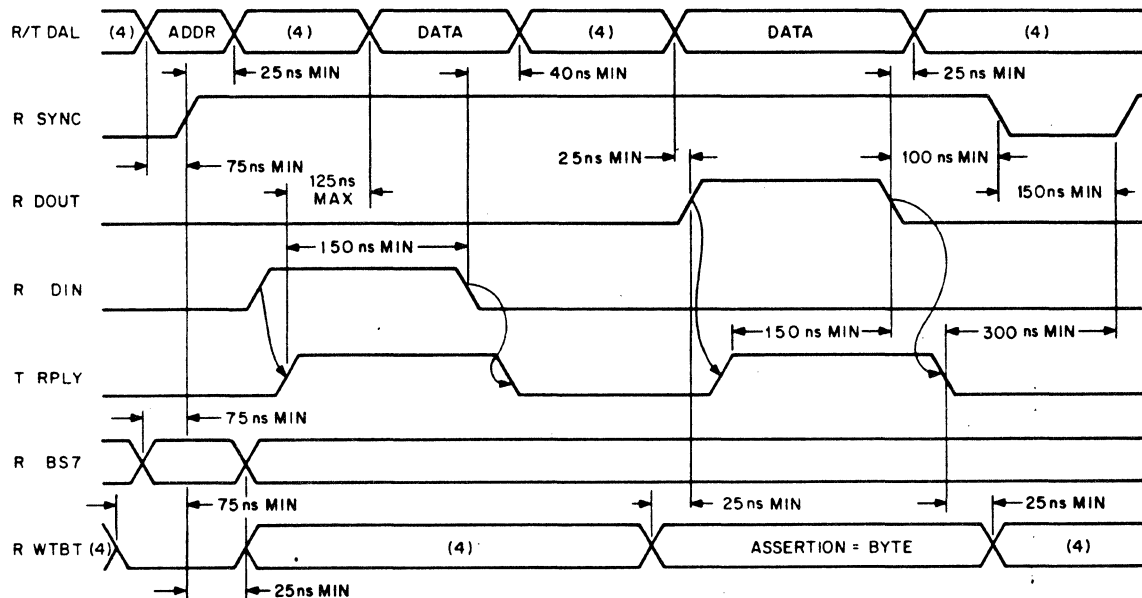 R/T DAL (4) ADDR (4) DATA (4) DATA (4)
25ns MIN 40ns MIN 25ns MIN
R SYNC
75ns MIN 25ns MIN 100 ns MIN
125ns
MAX
R DOUT 150ns MIN
150 ns MIN
R DIN
150 ns MIN 300 ns MIN
T RPLY
75ns MIN
R BS7
75ns MIN 25ns MIN 25ns MIN
R WTBT (4) (4) ASSERTION = BYTE (4)
25ns MIN